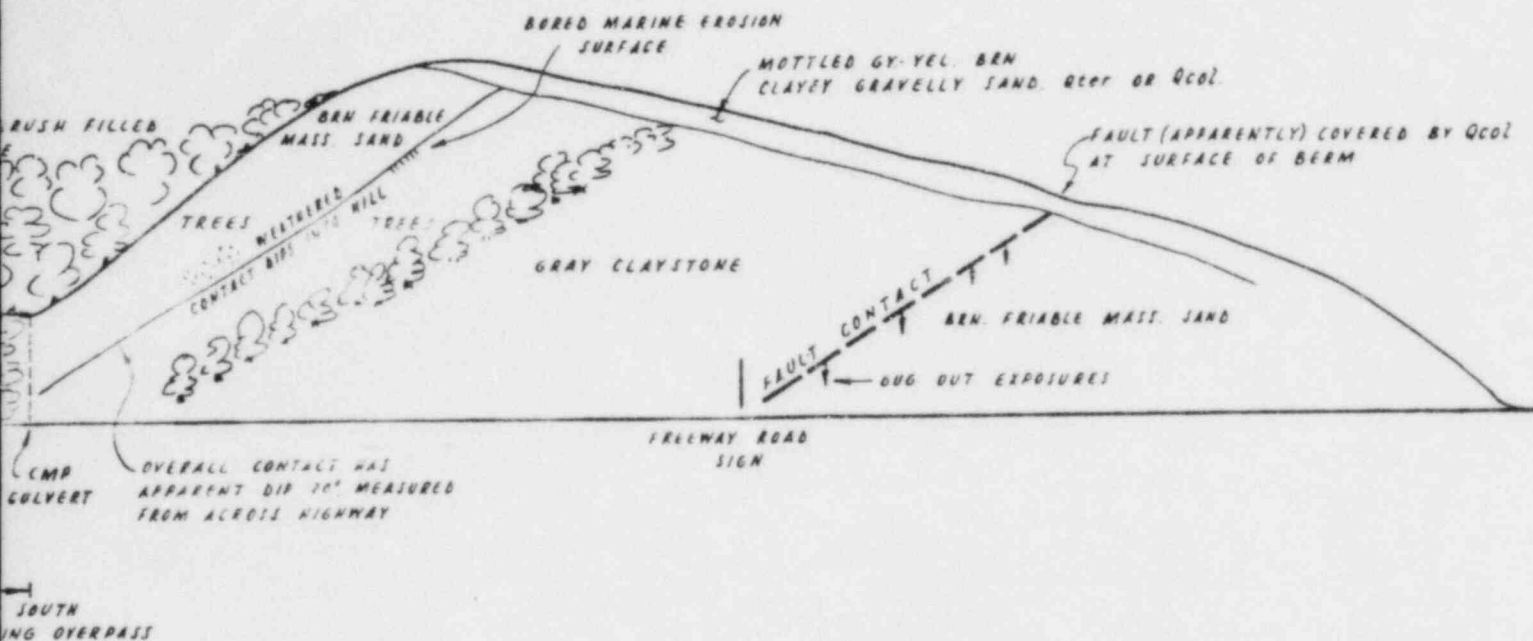 BORED MARINE EROSION
SURFACE
MOTTLED GY-YEL. BRN
CLAYEY GRAVELLY SAND. Qter OR Qcol.
RUSH FILLED
BRN FRIABLE
MASS. SAND
FAULT (APPARENTLY) COVERED BY Qcol
AT SURFACE OF BERM
TREES
WEATHERED
CONTACT DIPS INTO HILL
TREES
GRAY CLAYSTONE
FAULT CONTACT
BRN. FRIABLE MASS. SAND
DUG OUT EXPOSURES
FREEWAY ROAD
SIGN
CMP
CULVERT
OVERALL CONTACT HAS
APPARENT DIP 20° MEASURED
FROM ACROSS HIGHWAY
SOUTH
ING OVERPASS